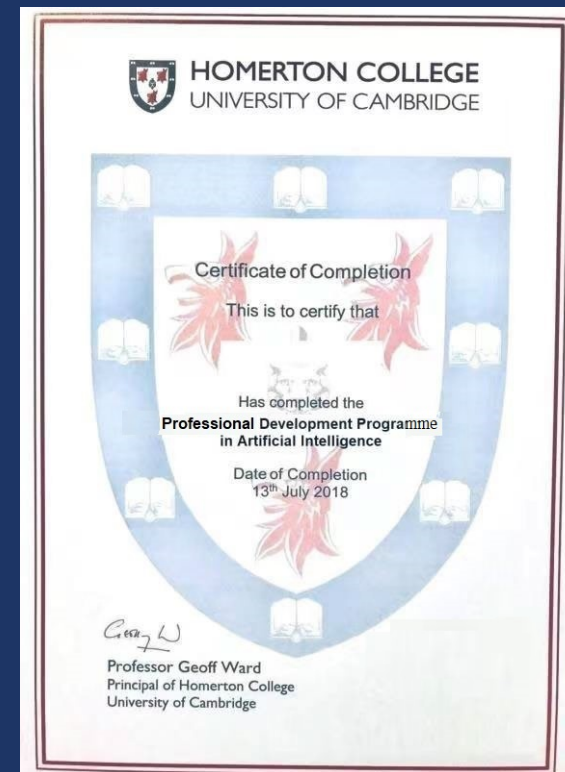 HOMERTON COLLEGE
UNIVERSITY OF CAMBRIDGE
Certificate of Completion
This is to certify that
Has completed the
Professional Development Programme
in Artificial Intelligence
Date of Completion
13th July 2018
Professor Geoff Ward
Principal of Homerton College
University of Cambridge